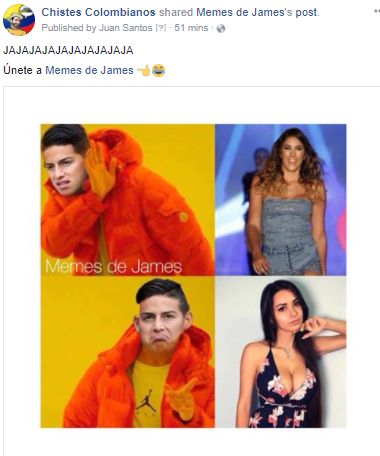 Chistes Colombianos shared Memes de James's post.
Published by Juan Santos [?] · 51 mins ·
JAJAJAJAJAJAJAJAJAJA
Únete a Memes de James 👈😂
Memes de James